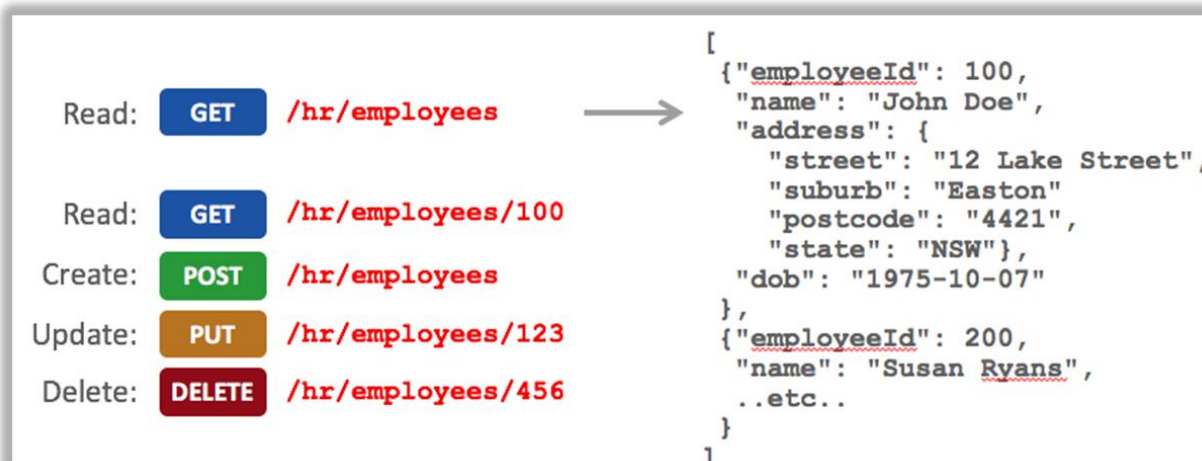 Read: GET /hr/employees
Read: GET /hr/employees/100
Create: POST /hr/employees
Update: PUT /hr/employees/123
Delete: DELETE /hr/employees/456
[
{"employeeId": 100,
"name": "John Doe",
"address": {
"street": "12 Lake Street",
"suburb": "Easton"
"postcode": "4421",
"state": "NSW"},
"dob": "1975-10-07"
},
{"employeeId": 200,
"name": "Susan Ryans",
..etc..
}
]